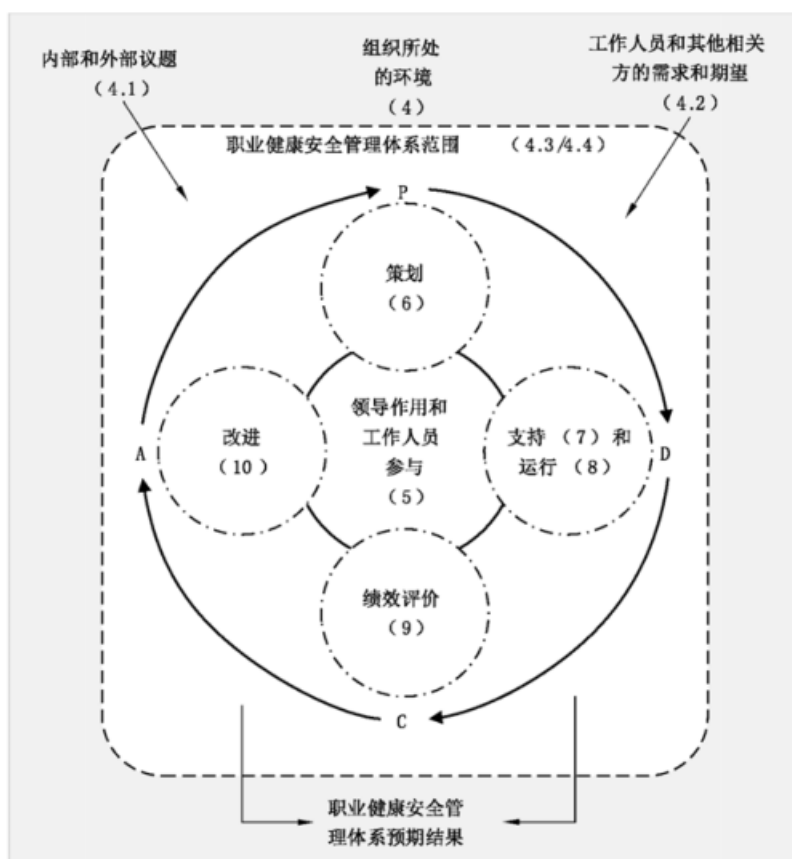 内部和外部议题
（4.1）
组织所处
的环境
（4）
工作人员和其他相关
方的需求和期望
（4.2）
职业健康安全管理体系范围 （4.3/4.4）
P
策划
（6）
A
改进
（10）
领导作用和
工作人员
参与
（5）
支持（7）和
运行（8）
D
绩效评价
（9）
C
职业健康安全管
理体系预期结果